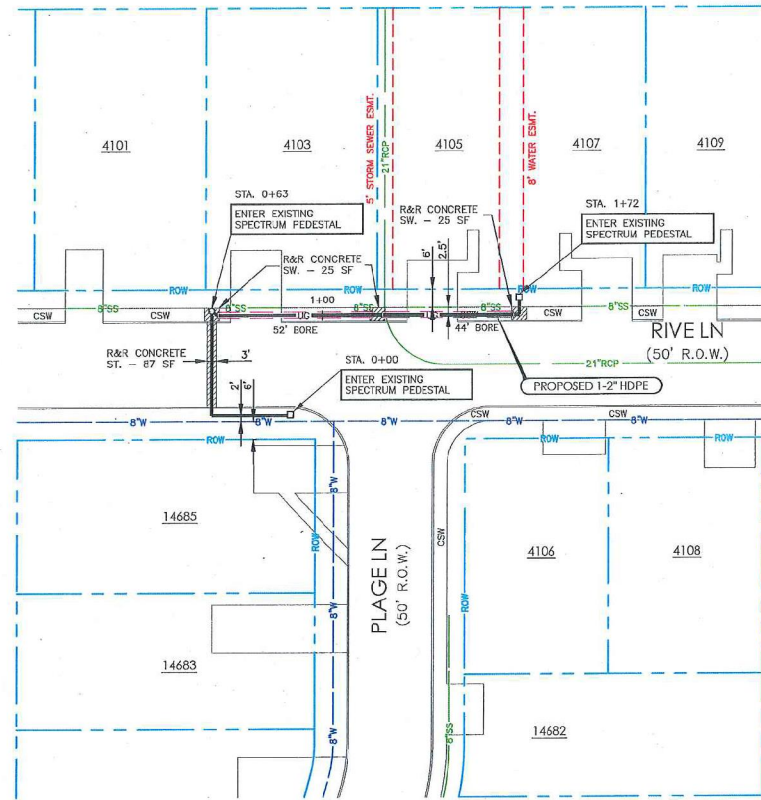 4101
4103
4105
4107
4109
5' STORM SEWER ESMT.
21"RCP
8' WATER ESMT.
STA. 0+63
ENTER EXISTING
SPECTRUM PEDESTAL
R&R CONCRETE
SW. - 25 SF
STA. 1+72
ENTER EXISTING
SPECTRUM PEDESTAL
R&R CONCRETE
SW. - 25 SF
6'
2.5'
ROW
ROW
ROW
1+00
8"SS
8"SS
8"SS
8"SS
CSW
CSW
UG
CSW
52' BORE
44' BORE
RIVE LN
(50' R.O.W.)
21"RCP
R&R CONCRETE
ST. - 87 SF
3'
2'
6'
STA. 0+00
ENTER EXISTING
SPECTRUM PEDESTAL
PROPOSED 1-2" HDPE
CSW
8"W
8"W
8"W
8"W
8"W
ROW
ROW
ROW
CSW
8"W
14685
ROW
PLAGE LN
(50' R.O.W.)
CSW
ROW
4106
4108
14683
8"W
8"SS
14682